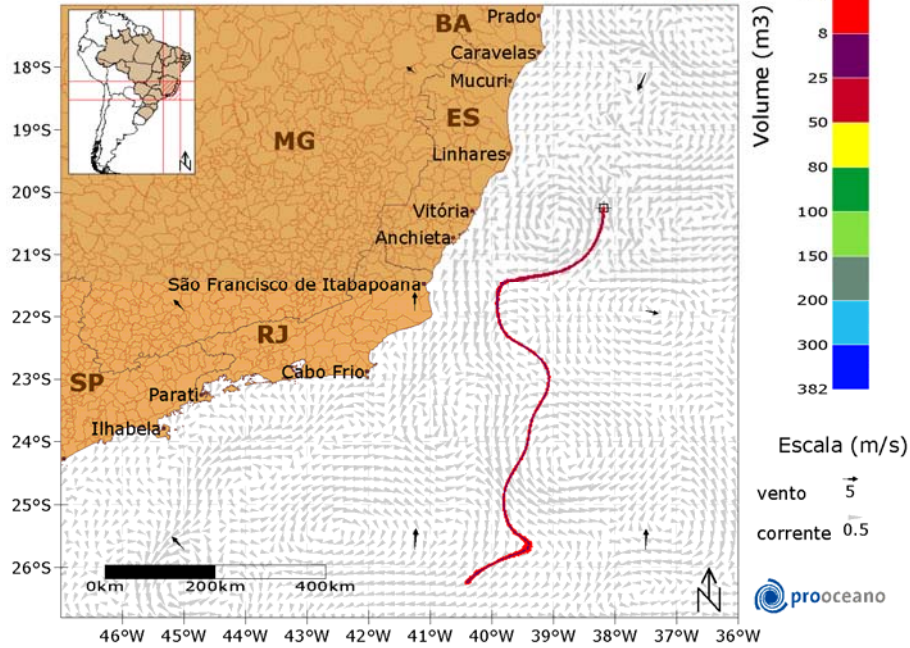 BA
Prado
Caravelas
Mucuri
ES
MG
Linhares
Vitória
Anchieta
São Francisco de Itabapoana
RJ
Cabo Frio
SP
Parati
Ilhabela
18°S
19°S
20°S
21°S
22°S
23°S
24°S
25°S
26°S
0km 200km 400km
N
N
46°W 45°W 44°W 43°W 42°W 41°W 40°W 39°W 38°W 37°W 36°W
Volume (m3)
8
25
50
80
100
150
200
300
382
Escala (m/s)
vento 5
corrente 0.5
prooceano